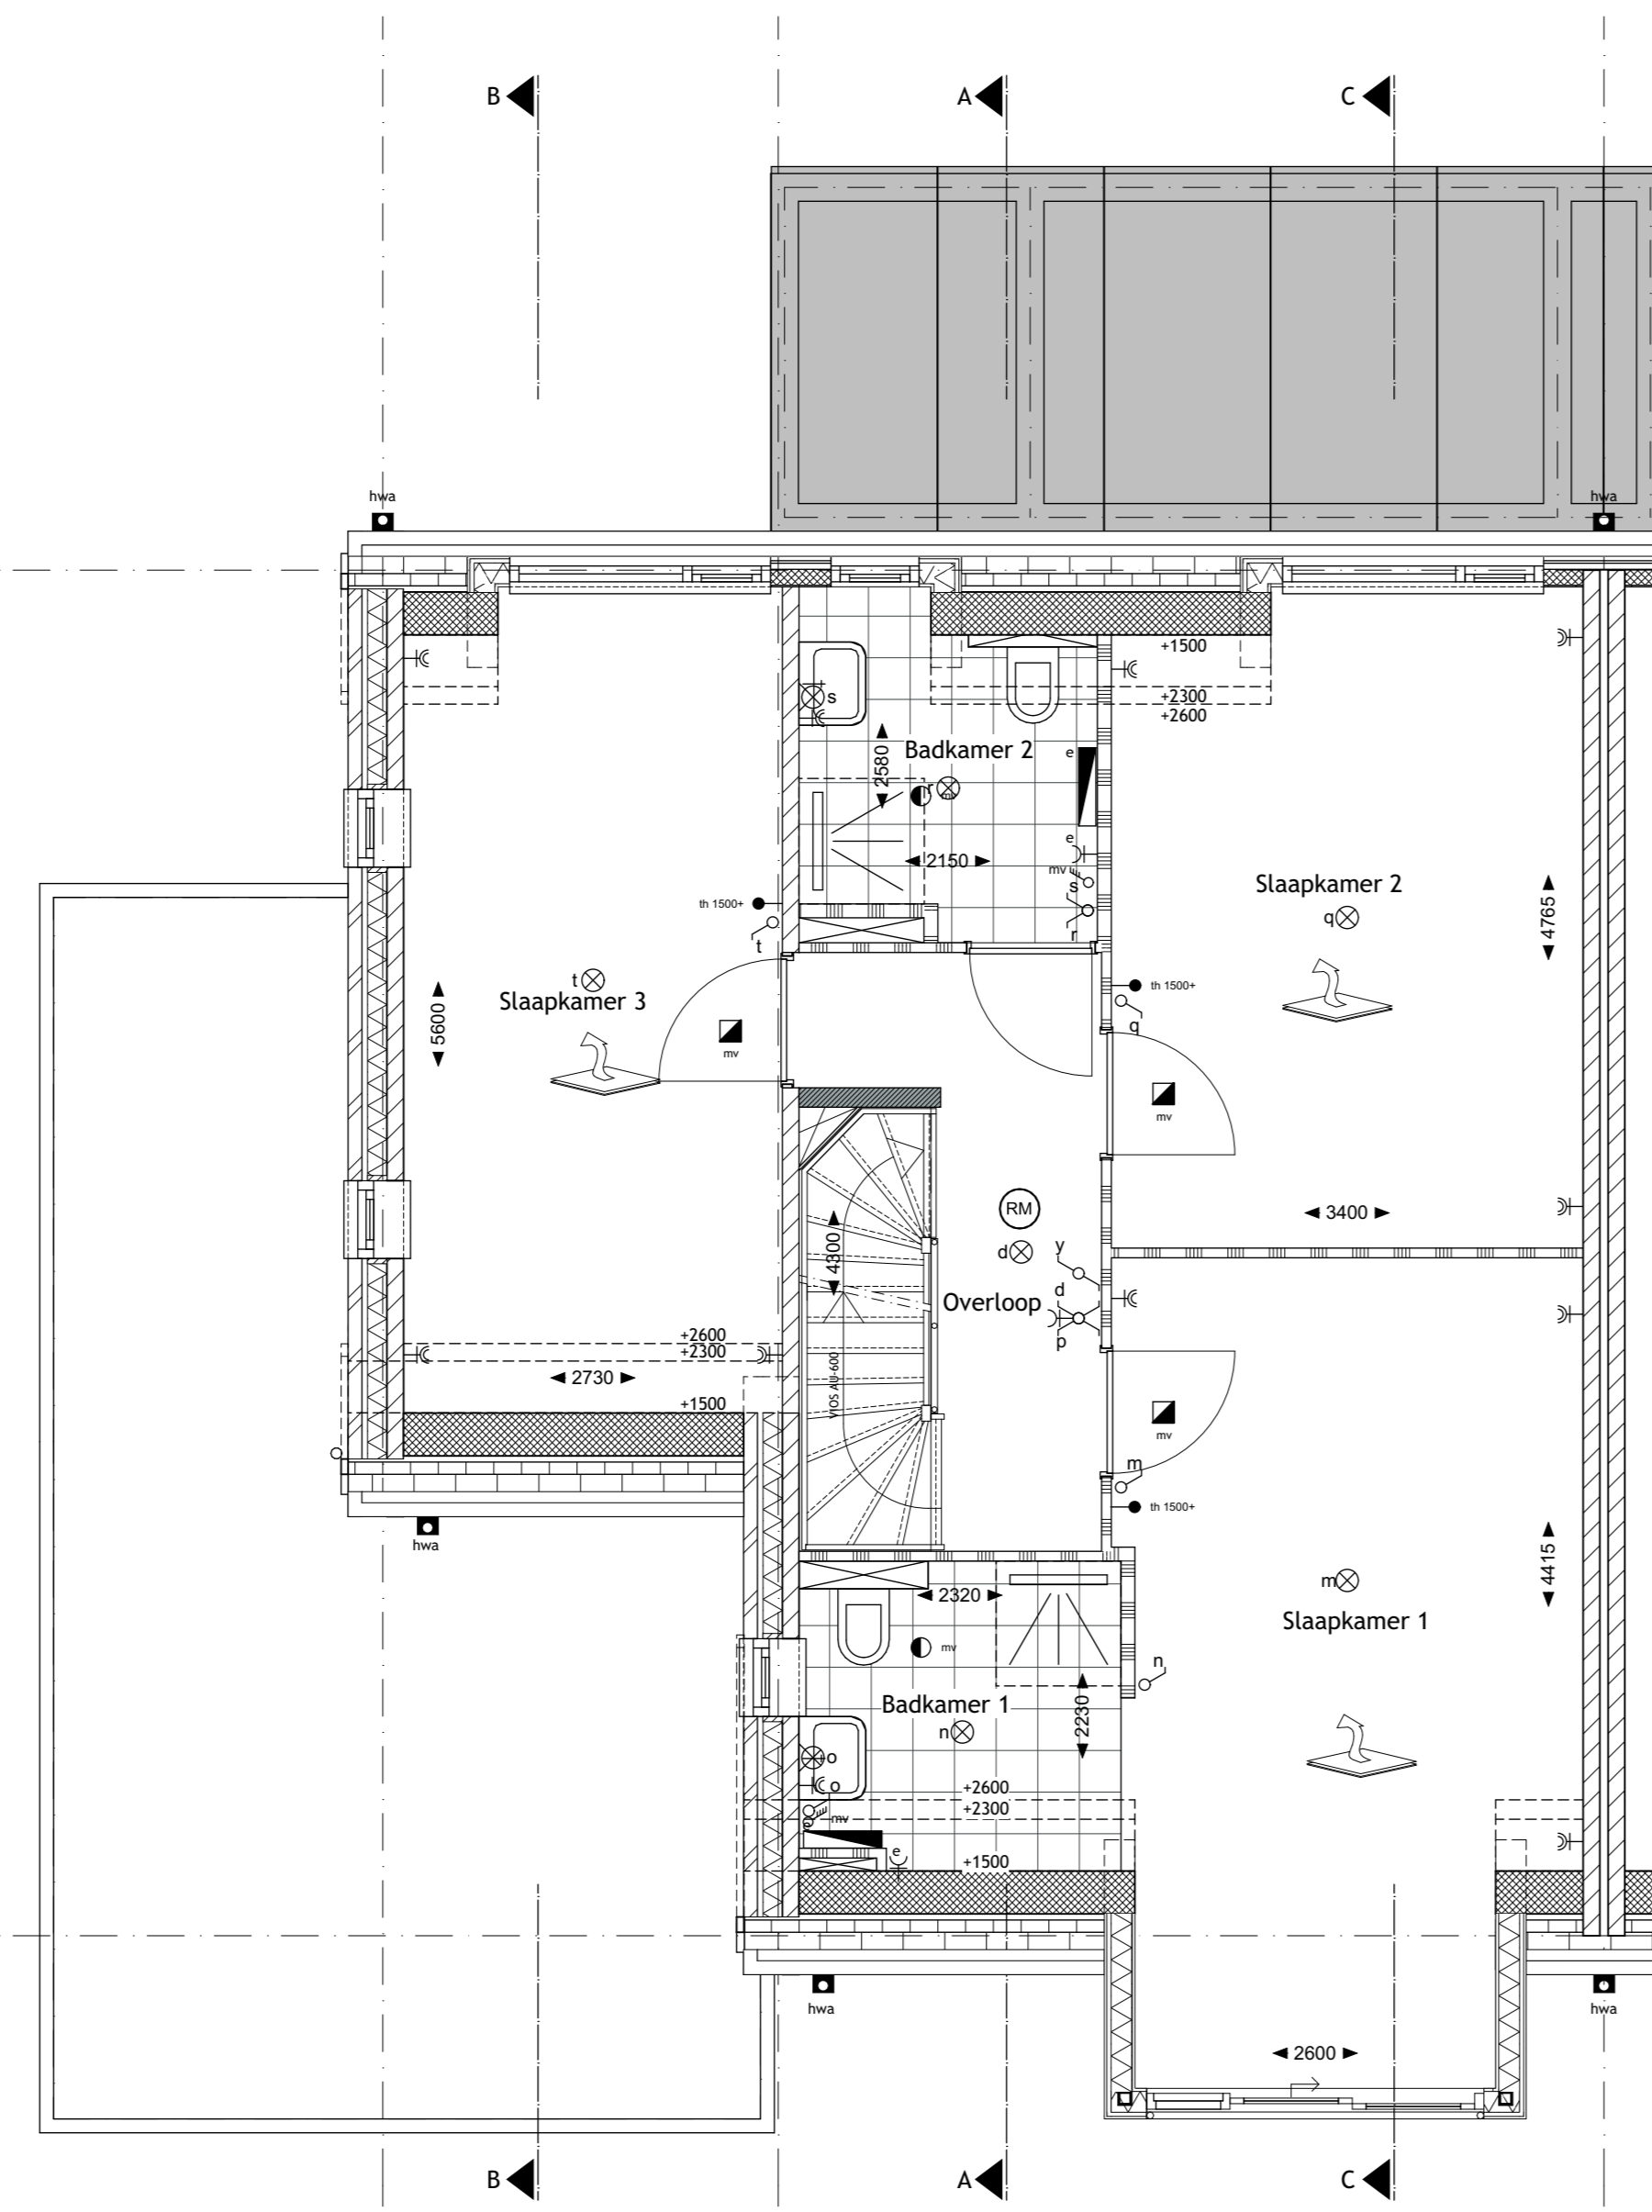 B
A
C
hwa
hwa
+1500
+2300
+2600
s
Badkamer 2
2580
e
r
mv
e
2150
mv
s
r
Slaapkamer 2
q
4765
th 1500+
t
th 1500+
q
t
Slaapkamer 3
5600
mv
mv
RM
3400
4300
d
y
d
Overloop
p
+2600
+2300
2730
VIOS AU-600
+1500
mv
m
th 1500+
hwa
4415
m
2320
Slaapkamer 1
mv
n
Badkamer 1
n
2230
o
o
+2600
+2300
mv
e
+1500
hwa
hwa
2600
B
A
C